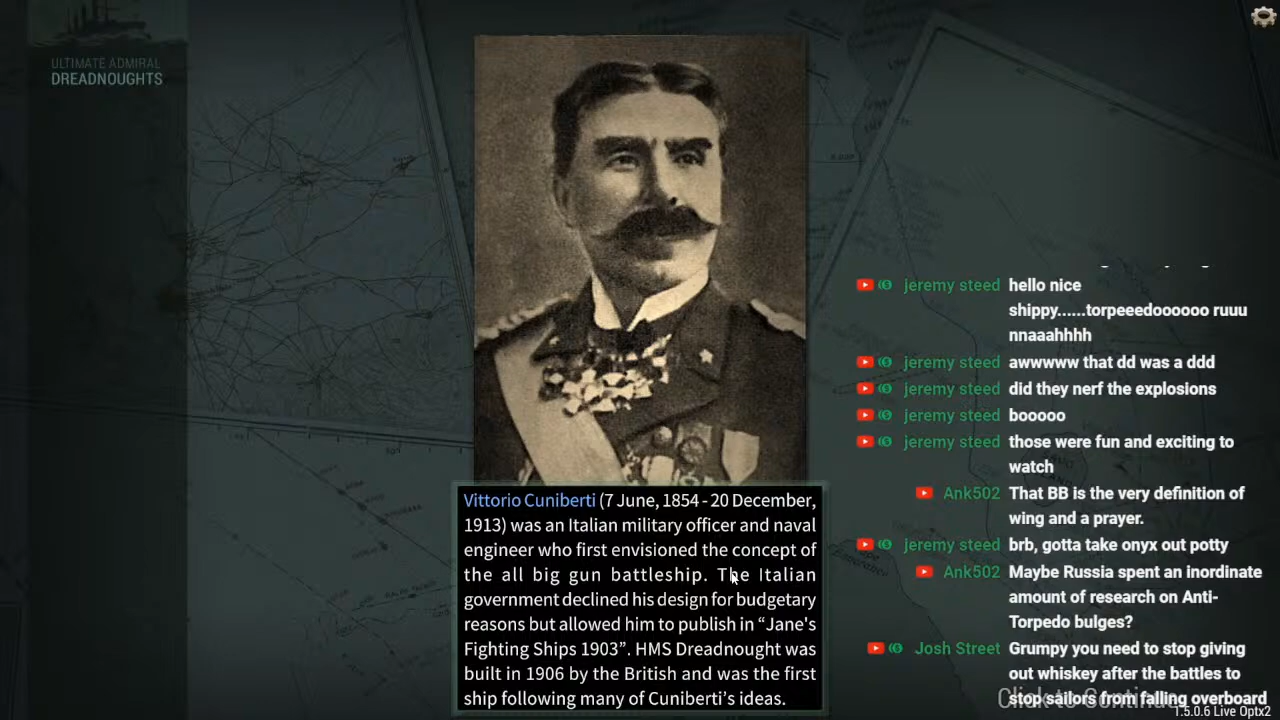 ULTIMATE ADMIRAL
DREADNOUGHTS
Vittorio Cuniberti (7 June, 1854 - 20 December,
1913) was an Italian military officer and naval
engineer who first envisioned the concept of
the all big gun battleship. The Italian
government declined his design for budgetary
reasons but allowed him to publish in “Jane's
Fighting Ships 1903”. HMS Dreadnought was
built in 1906 by the British and was the first
ship following many of Cuniberti’s ideas.
jeremy steed hello nice
shippy......torpeeedoooooo ruuu
nnaaahhhh
jeremy steed awwwww that dd was a ddd
jeremy steed did they nerf the explosions
jeremy steed booooo
jeremy steed those were fun and exciting to
watch
Ank502 That BB is the very definition of
wing and a prayer.
jeremy steed brb, gotta take onyx out potty
Ank502 Maybe Russia spent an inordinate
amount of research on Anti-
Torpedo bulges?
Josh Street Grumpy you need to stop giving
out whiskey after the battles to
stop sailors from falling overboard
Click to Continue
1.5.0.6 Live Optx2